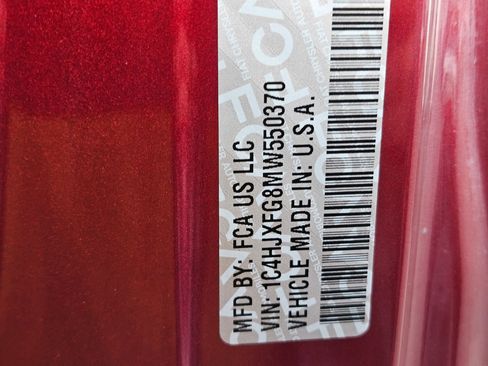 MFD BY: FCA US LLC
VIN: 1C4HJXFG8MW550370
VEHICLE MADE IN: U.S.A.